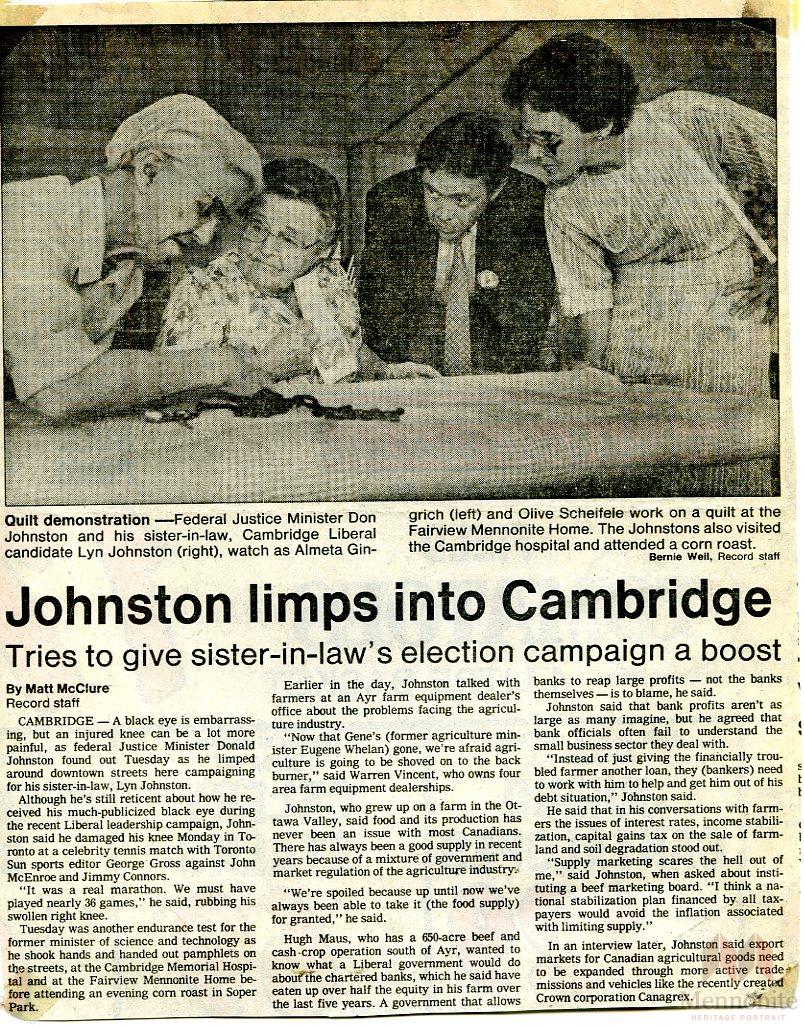 Quilt demonstration —Federal Justice Minister Don
Johnston and his sister-in-law, Cambridge Liberal
candidate Lyn Johnston (right), watch as Almeta Gin-
grich (left) and Olive Scheifele work on a quilt at the
Fairview Mennonite Home. The Johnstons also visited
the Cambridge hospital and attended a corn roast.
Bernie Weil, Record staff
Johnston limps into Cambridge
Tries to give sister-in-law's election campaign a boost
By Matt McClure
Record staff
CAMBRIDGE — A black eye is embarrass-
ing, but an injured knee can be a lot more
painful, as federal Justice Minister Donald
Johnston found out Tuesday as he limped
around downtown streets here campaigning
for his sister-in-law, Lyn Johnston.
Although he's still reticent about how he re-
ceived his much-publicized black eye during
the recent Liberal leadership campaign, John-
ston said he damaged his knee Monday in To-
ronto at a celebrity tennis match with Toronto
Sun sports editor George Gross against John
McEnroe and Jimmy Connors.
"It was a real marathon. We must have
played nearly 36 games," he said, rubbing his
swollen right knee.
Tuesday was another endurance test for the
former minister of science and technology as
he shook hands and handed out pamphlets on
the streets, at the Cambridge Memorial Hospi-
tal and at the Fairview Mennonite Home be-
fore attending an evening corn roast in Soper
Park.
Earlier in the day, Johnston talked with
farmers at an Ayr farm equipment dealer's
office about the problems facing the agricul-
ture industry.
"Now that Gene's (former agriculture min-
ister Eugene Whelan) gone, we're afraid agri-
culture is going to be shoved on to the back
burner," said Warren Vincent, who owns four
area farm equipment dealerships.
Johnston, who grew up on a farm in the Ot-
tawa Valley, said food and its production has
never been an issue with most Canadians.
There has always been a good supply in recent
years because of a mixture of government and
market regulation of the agriculture industry.
"We're spoiled because up until now we've
always been able to take it (the food supply)
for granted," he said.
Hugh Maus, who has a 650-acre beef and
cash-crop operation south of Ayr, wanted to
know what a Liberal government would do
about the chartered banks, which he said have
eaten up over half the equity in his farm over
the last five years. A government that allows
banks to reap large profits — not the banks
themselves — is to blame, he said.
Johnston said that bank profits aren't as
large as many imagine, but he agreed that
bank officials often fail to understand the
small business sector they deal with.
"Instead of just giving the financially trou-
bled farmer another loan, they (bankers) need
to work with him to help and get him out of his
debt situation," Johnston said.
He said that in his conversations with farm-
ers the issues of interest rates, income stabili-
zation, capital gains tax on the sale of farm-
land and soil degradation stood out.
"Supply marketing scares the hell out of
me," said Johnston, when asked about insti-
tuting a beef marketing board. "I think a na-
tional stabilization plan financed by all tax-
payers would avoid the inflation associated
with limiting supply."
In an interview later, Johnston said export
markets for Canadian agricultural goods need
to be expanded through more active trade
missions and vehicles like the recently created
Crown corporation Canagrex.
Mennonite
HERITAGE PORTRAIT